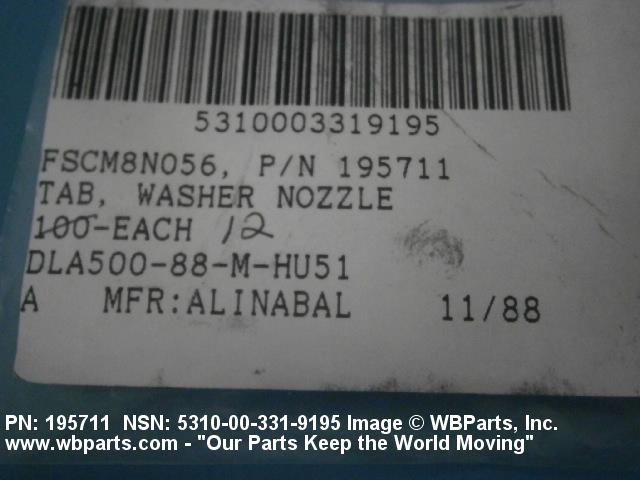 5310003319195
FSCM8N056, P/N 195711
TAB, WASHER NOZZLE
100-EACH 12
DLA500-88-M-HU51
A MFR:ALINABAL 11/88
PN: 195711 NSN: 5310-00-331-9195 Image © WBParts, Inc.
www.wbparts.com - "Our Parts Keep the World Moving"